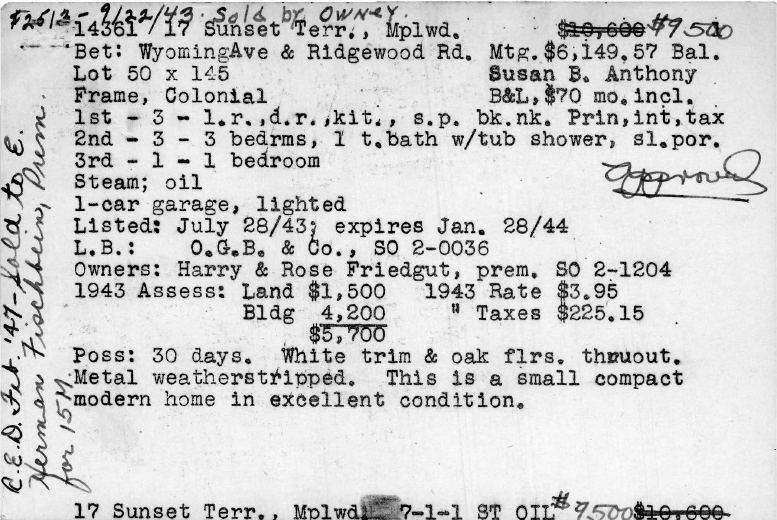 #2513 - 9/22/43 Sold by Owner
14361 / 17 Sunset Terr., Mplwd. $10,600 #9500
Bet: WyomingAve & Ridgewood Rd. Mtg.$6,149.57 Bal.
Lot 50 x 145 Susan B. Anthony
Frame, Colonial B&L,$70 mo.incl.
1st - 3 - l.r.,d.r.,kit., s.p. bk.nk. Prin,int,tax
2nd - 3 - 3 bedrms, 1 t.bath w/tub shower, sl.por.
3rd - 1 - 1 bedroom
Approved
Steam; oil
1-car garage, lighted
Listed: July 28/43; expires Jan. 28/44
L.B.: O.G.B. & Co., SO 2-0036
Owners: Harry & Rose Friedgut, prem. SO 2-1204
1943 Assess: Land $1,500 1943 Rate $3.95
Bldg 4,200 " Taxes $225.15
$5,700
Poss: 30 days. White trim & oak flrs. thruout.
Metal weatherstripped. This is a small compact
modern home in excellent condition.
17 Sunset Terr., Mplwd. 7-1-1 ST OIL #9500 $10,600
R.E.D. Feb '47 - Sold to E.
Herman Fischbein, Prem.
for 15M.